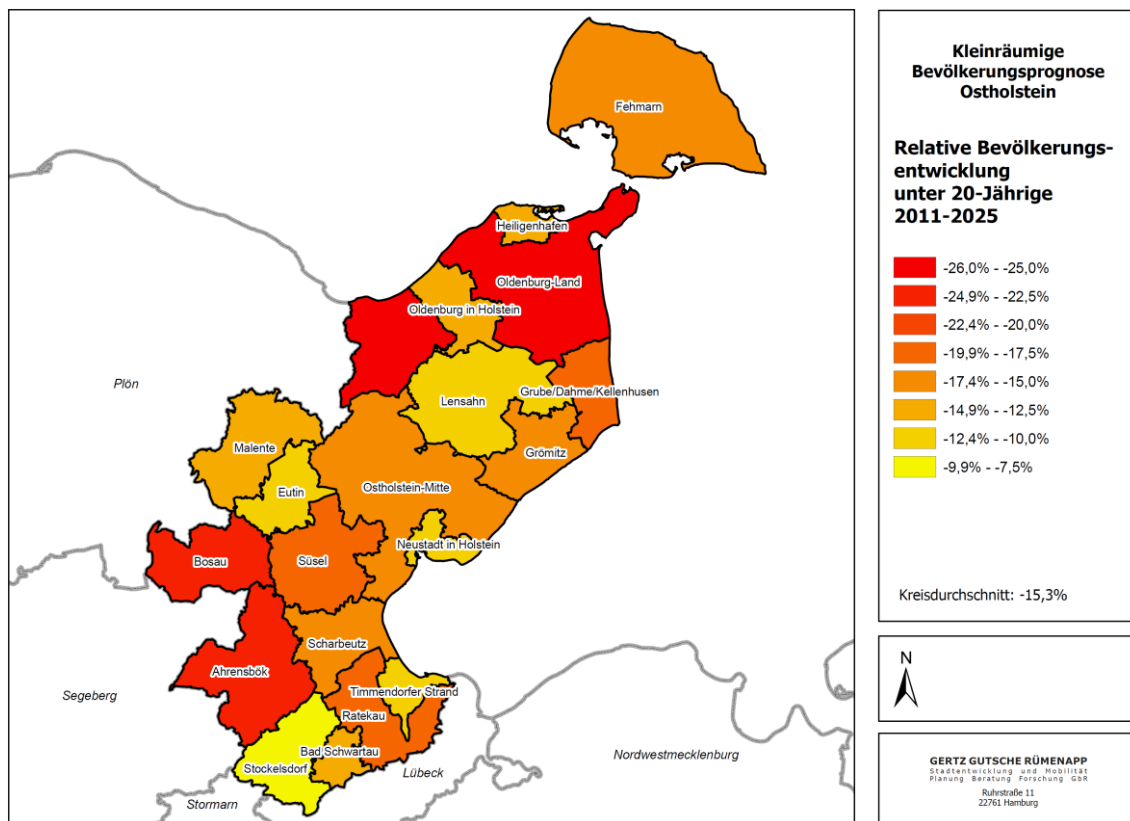 Fehmarn
Heiligenhafen
Oldenburg-Land
Oldenburg in Holstein
Plön
Grube/Dahme/Kellenhusen
Lensahn
Malente
Grömitz
Ostholstein-Mitte
Eutin
Neustadt in Holstein
Bosau
Süsel
Scharbeutz
Ahrensbök
Segeberg
Timmendorfer Strand
Ratekau
Bad Schwartau
Nordwestmecklenburg
Stockelsdorf
Lübeck
Stormarn
Kleinräumige
Bevölkerungsprognose
Ostholstein
Relative Bevölkerungs-
entwicklung
unter 20-Jährige
2011-2025
-26,0% - -25,0%
-24,9% - -22,5%
-22,4% - -20,0%
-19,9% - -17,5%
-17,4% - -15,0%
-14,9% - -12,5%
-12,4% - -10,0%
-9,9% - -7,5%
Kreisdurchschnitt: -15,3%
N
GERTZ GUTSCHE RÜMENAPP
Stadtentwicklung und Mobilität
Planung Beratung Forschung GbR
Ruhrstraße 11
22761 Hamburg